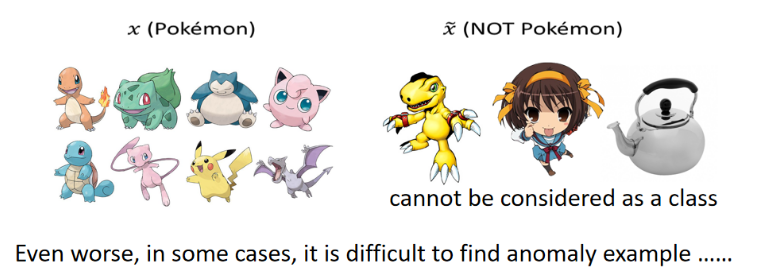 x (Pokémon)
x̃ (NOT Pokémon)
cannot be considered as a class
Even worse, in some cases, it is difficult to find anomaly example ……